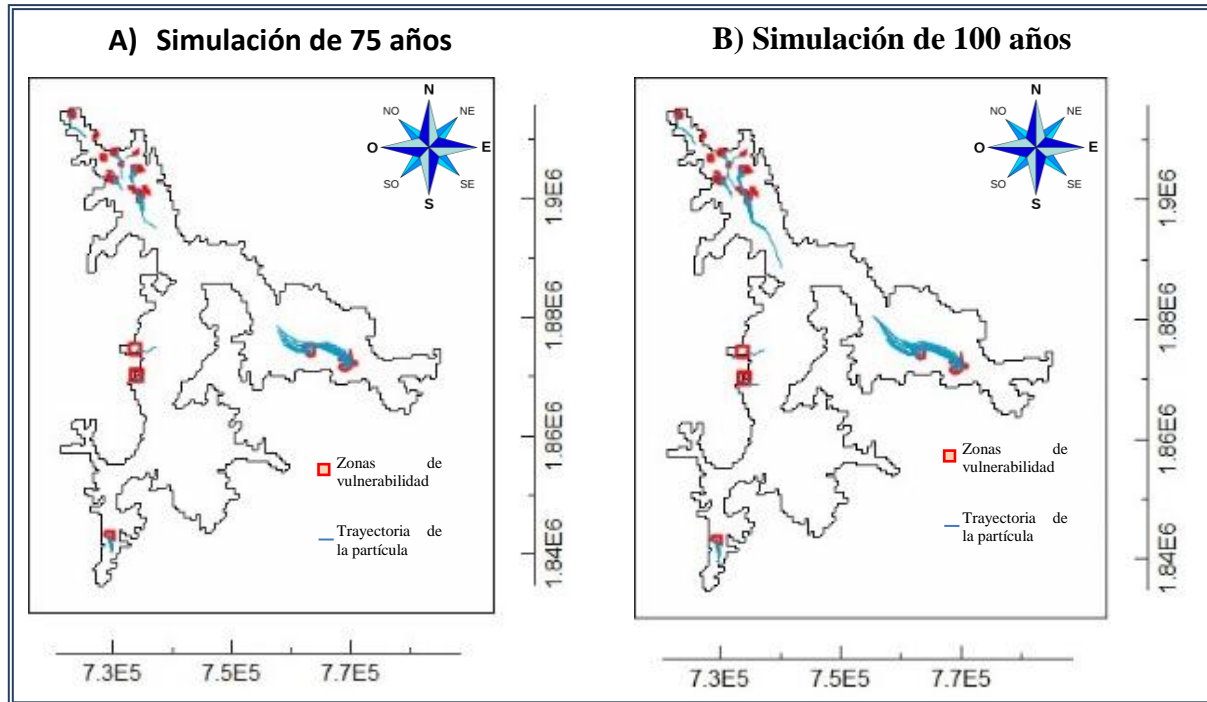 A) Simulación de 75 años
B) Simulación de 100 años
N
NO
NE
O
E
SO
SE
S
1.9E6
1.88E6
1.86E6
1.84E6
Zonas de
vulnerabilidad
Trayectoria de
la partícula
7.3E5
7.5E5
7.7E5
N
NO
NE
O
E
SO
SE
S
1.9E6
1.88E6
1.86E6
1.84E6
Zonas de
vulnerabilidad
Trayectoria de
la partícula
7.3E5
7.5E5
7.7E5